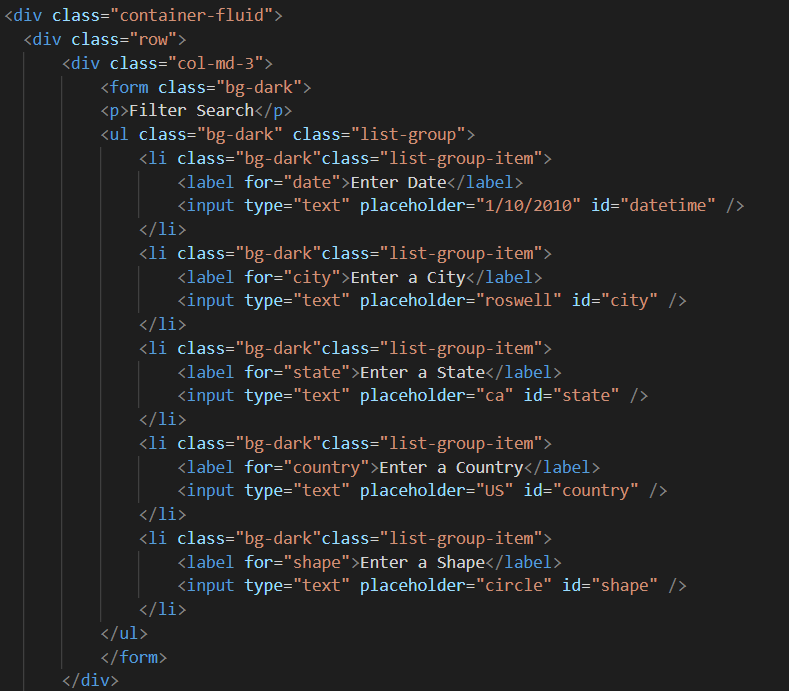 <div class="container-fluid">
<div class="row">
<div class="col-md-3">
<form class="bg-dark">
<p>Filter Search</p>
<ul class="bg-dark" class="list-group">
<li class="bg-dark"class="list-group-item">
<label for="date">Enter Date</label>
<input type="text" placeholder="1/10/2010" id="datetime" />
</li>
<li class="bg-dark"class="list-group-item">
<label for="city">Enter a City</label>
<input type="text" placeholder="roswell" id="city" />
</li>
<li class="bg-dark"class="list-group-item">
<label for="state">Enter a State</label>
<input type="text" placeholder="ca" id="state" />
</li>
<li class="bg-dark"class="list-group-item">
<label for="country">Enter a Country</label>
<input type="text" placeholder="US" id="country" />
</li>
<li class="bg-dark"class="list-group-item">
<label for="shape">Enter a Shape</label>
<input type="text" placeholder="circle" id="shape" />
</li>
</ul>
</form>
</div>